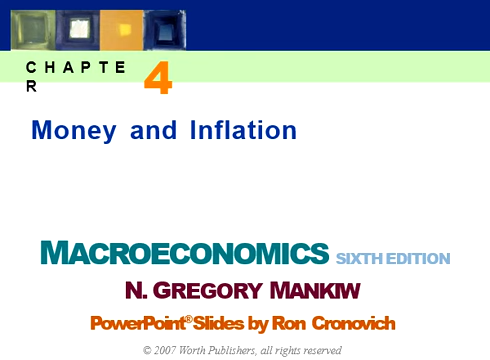 CHAPTE
R
4
Money and Inflation
MACROECONOMICS SIXTH EDITION
N. GREGORY MANKIW
PowerPoint® Slides by Ron Cronovich
© 2007 Worth Publishers, all rights reserved